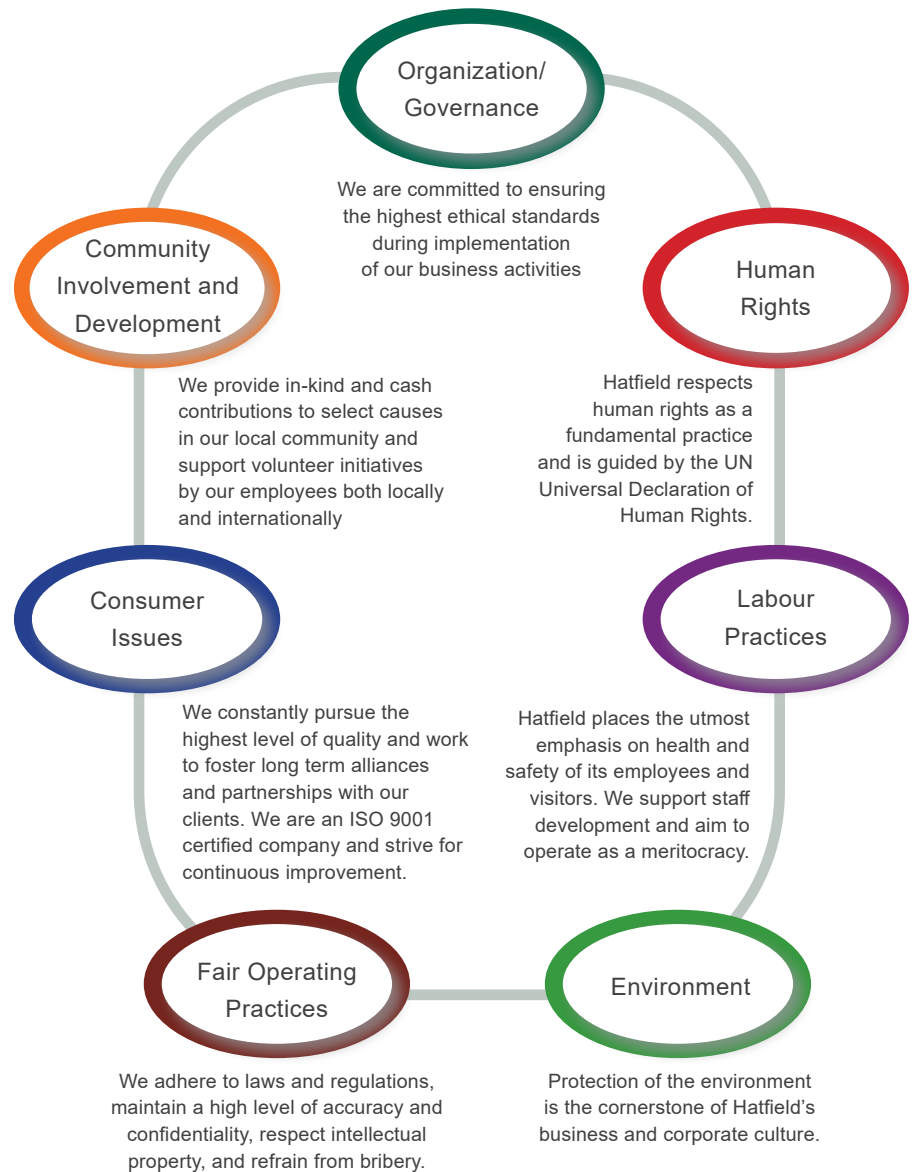 Organization/
Governance
We are committed to ensuring
the highest ethical standards
during implementation
of our business activities
Human
Rights
Hatfield respects
human rights as a
fundamental practice
and is guided by the UN
Universal Declaration of
Human Rights.
Labour
Practices
Hatfield places the utmost
emphasis on health and
safety of its employees and
visitors. We support staff
development and aim to
operate as a meritocracy.
Environment
Protection of the environment
is the cornerstone of Hatfield's
business and corporate culture.
Fair Operating
Practices
We adhere to laws and regulations,
maintain a high level of accuracy and
confidentiality, respect intellectual
property, and refrain from bribery.
Consumer
Issues
We constantly pursue the
highest level of quality and work
to foster long term alliances
and partnerships with our
clients. We are an ISO 9001
certified company and strive for
continuous improvement.
Community
Involvement and
Development
We provide in-kind and cash
contributions to select causes
in our local community and
support volunteer initiatives
by our employees both locally
and internationally